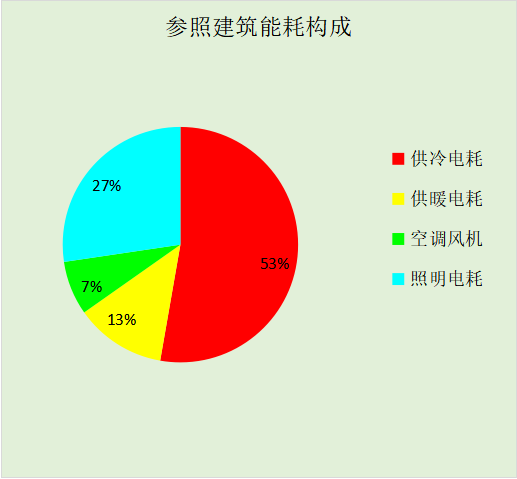 参照建筑能耗构成
供冷电耗
27%
供暖电耗
空调风机
53%
照明电耗
7%
13%